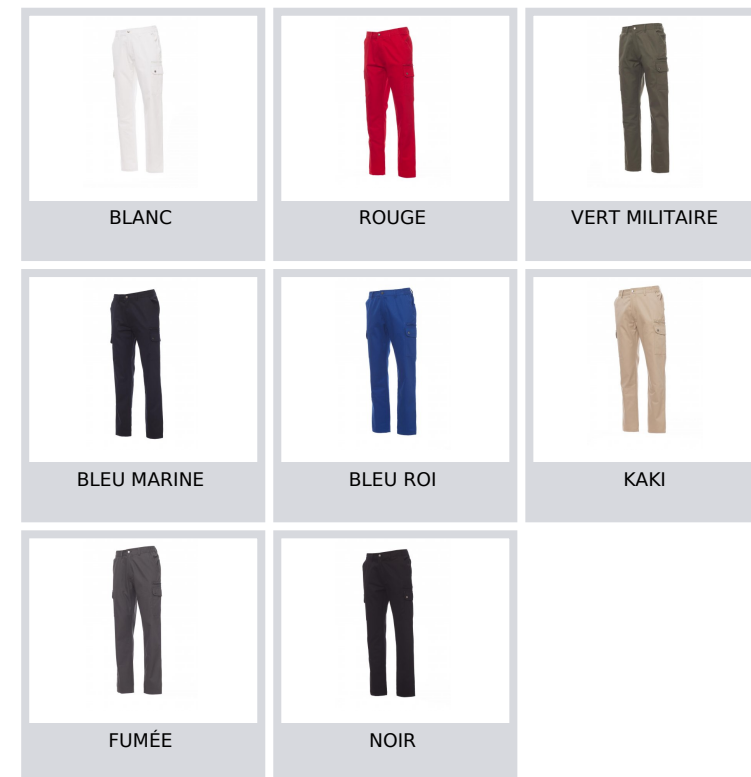 BLANC
ROUGE
VERT MILITAIRE
BLEU MARINE
BLEU ROI
KAKI
FUMÉE
NOIR